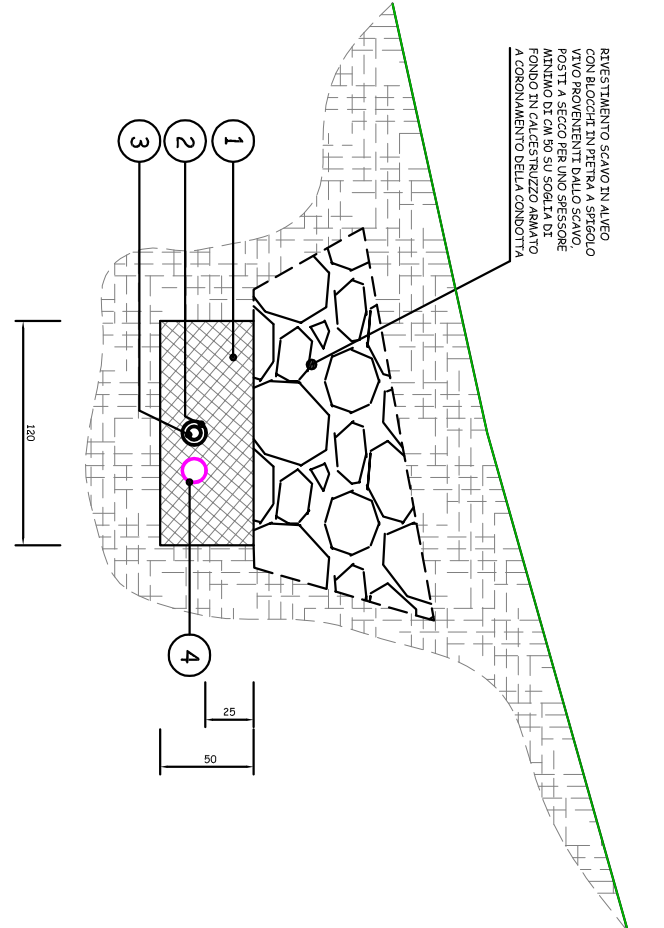 RIVESTIMENTO SCAVO IN ALVEO
CON BLOCCHI IN PIETRA A SPIGOLO
VIVO PROVENIENTI DALLO SCAVO,
POSTI A SECCO PER UNO SPESSORE
MINIMO DI CM 50 SU SOGLIA DI
FONDO IN CALCESTRUZZO ARMATO
A CORONAMENTO DELLA CONDOTTA
1
2
3
4
120
25
50